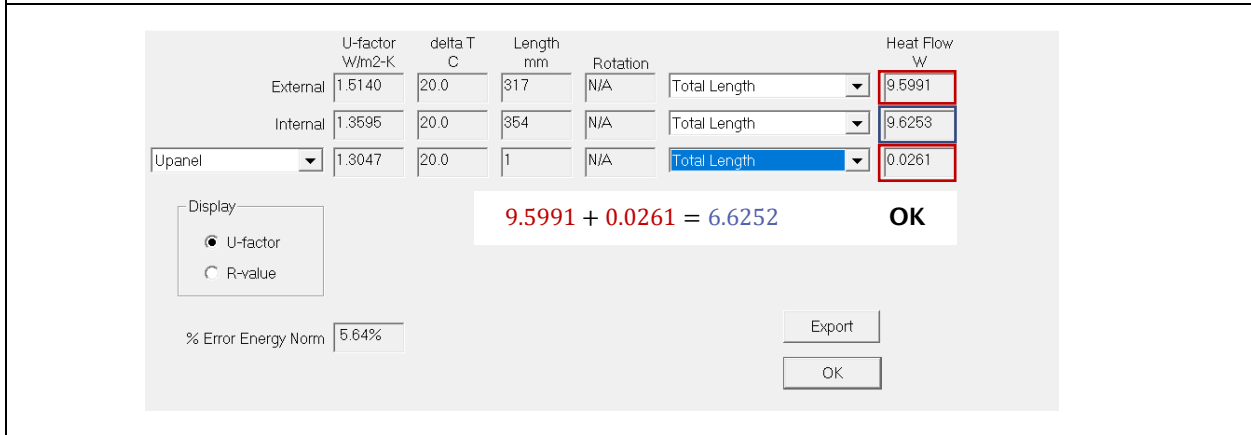 U-factor delta T Length Heat Flow
W/m2-K C mm Rotation W
External 1.5140 20.0 317 N/A Total Length 9.5991
Internal 1.3595 20.0 354 N/A Total Length 9.6253
Upanel 1.3047 20.0 1 N/A Total Length 0.0261
Display
9.5991 + 0.0261 = 6.6252 OK
U-factor
R-value
% Error Energy Norm 5.64%
Export
OK